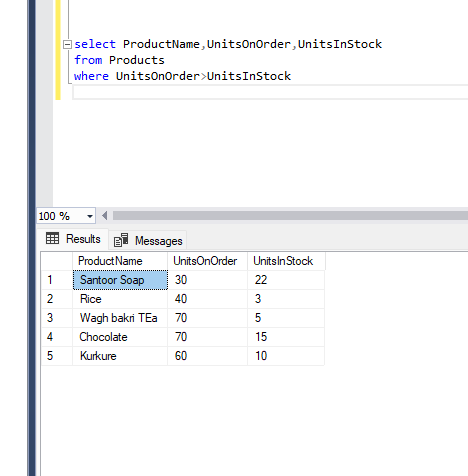 select ProductName,UnitsOnOrder,UnitsInStock
from Products
where UnitsOnOrder>UnitsInStock
100 %
Results Messages
ProductName UnitsOnOrder UnitsInStock
1 Santoor Soap 30 22
2 Rice 40 3
3 Wagh bakri TEa 70 5
4 Chocolate 70 15
5 Kurkure 60 10